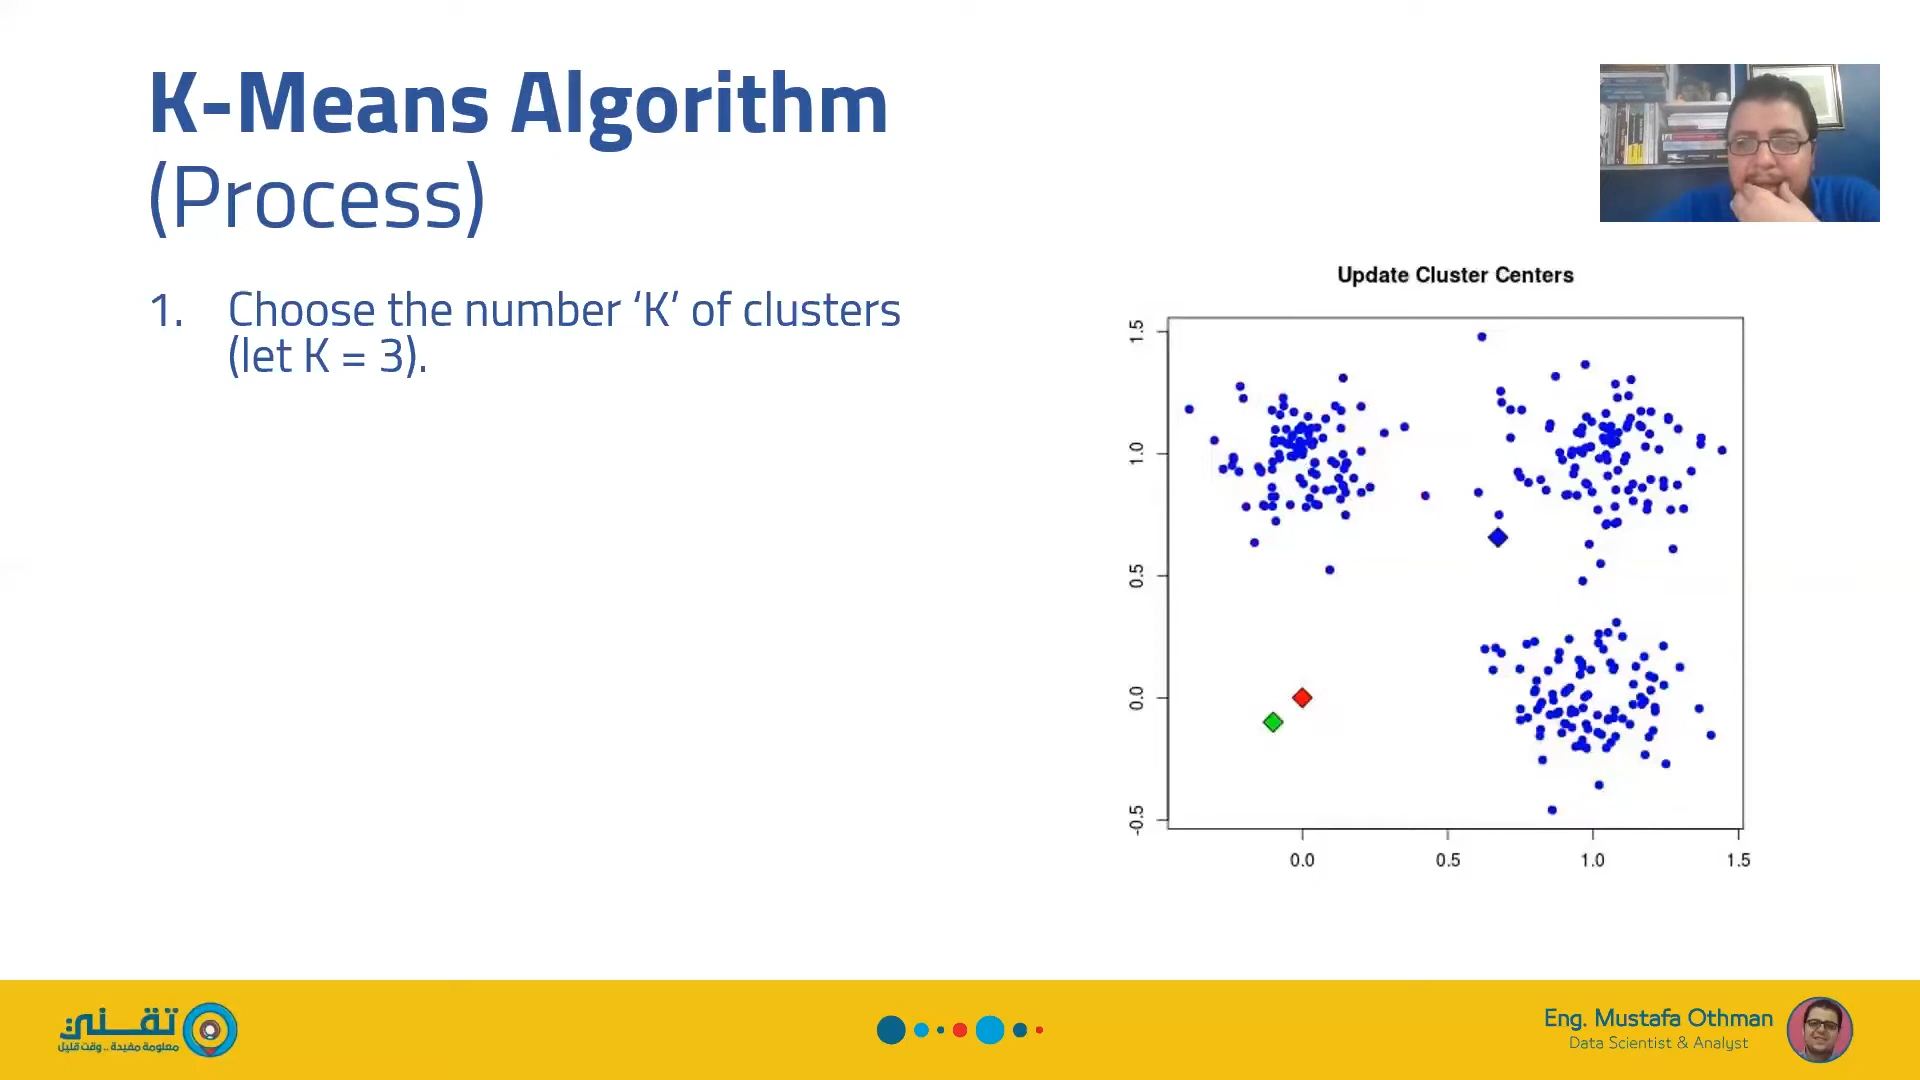 K-Means Algorithm
(Process)
1. Choose the number ‘K’ of clusters
(let K = 3).
Update Cluster Centers
1.5
1.0
0.5
0.0
-0.5
0.0 0.5 1.0 1.5
تقني
معلومة مفيدة .. وقت قليل
Eng. Mustafa Othman
Data Scientist & Analyst